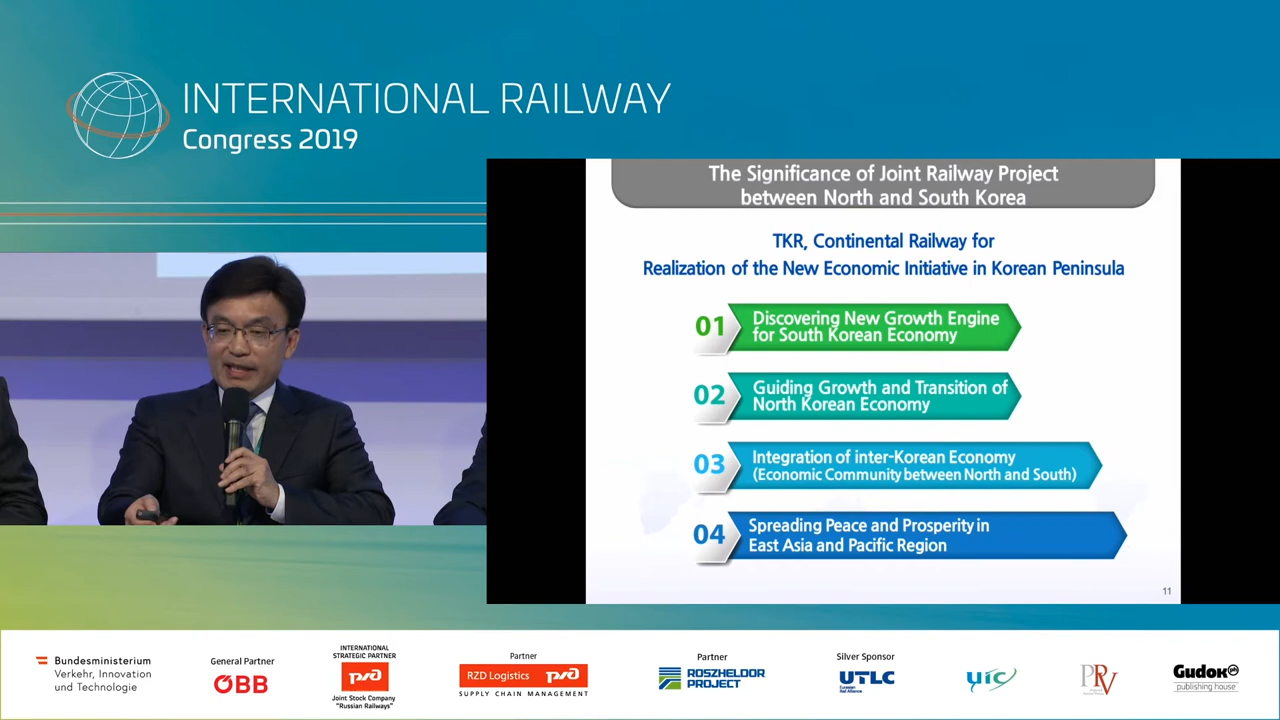 INTERNATIONAL RAILWAY
Congress 2019
The Significance of Joint Railway Project
between North and South Korea
TKR, Continental Railway for
Realization of the New Economic Initiative in Korean Peninsula
01
Discovering New Growth Engine
for South Korean Economy
02
Guiding Growth and Transition of
North Korean Economy
03
Integration of inter-Korean Economy
(Economic Community between North and South)
04
Spreading Peace and Prosperity in
East Asia and Pacific Region
11
Bundesministerium
Verkehr, Innovation
und Technologie
General Partner
ÖBB
INTERNATIONAL
STRATEGIC PARTNER
Joint Stock Company
"Russian Railways"
Partner
RZD Logistics
SUPPLY CHAIN MANAGEMENT
Partner
ROSZHELDOR
PROJECT
Silver Sponsor
UTLC
Eurasian
Rail Alliance
uic
PRV
Gudok
publishing house